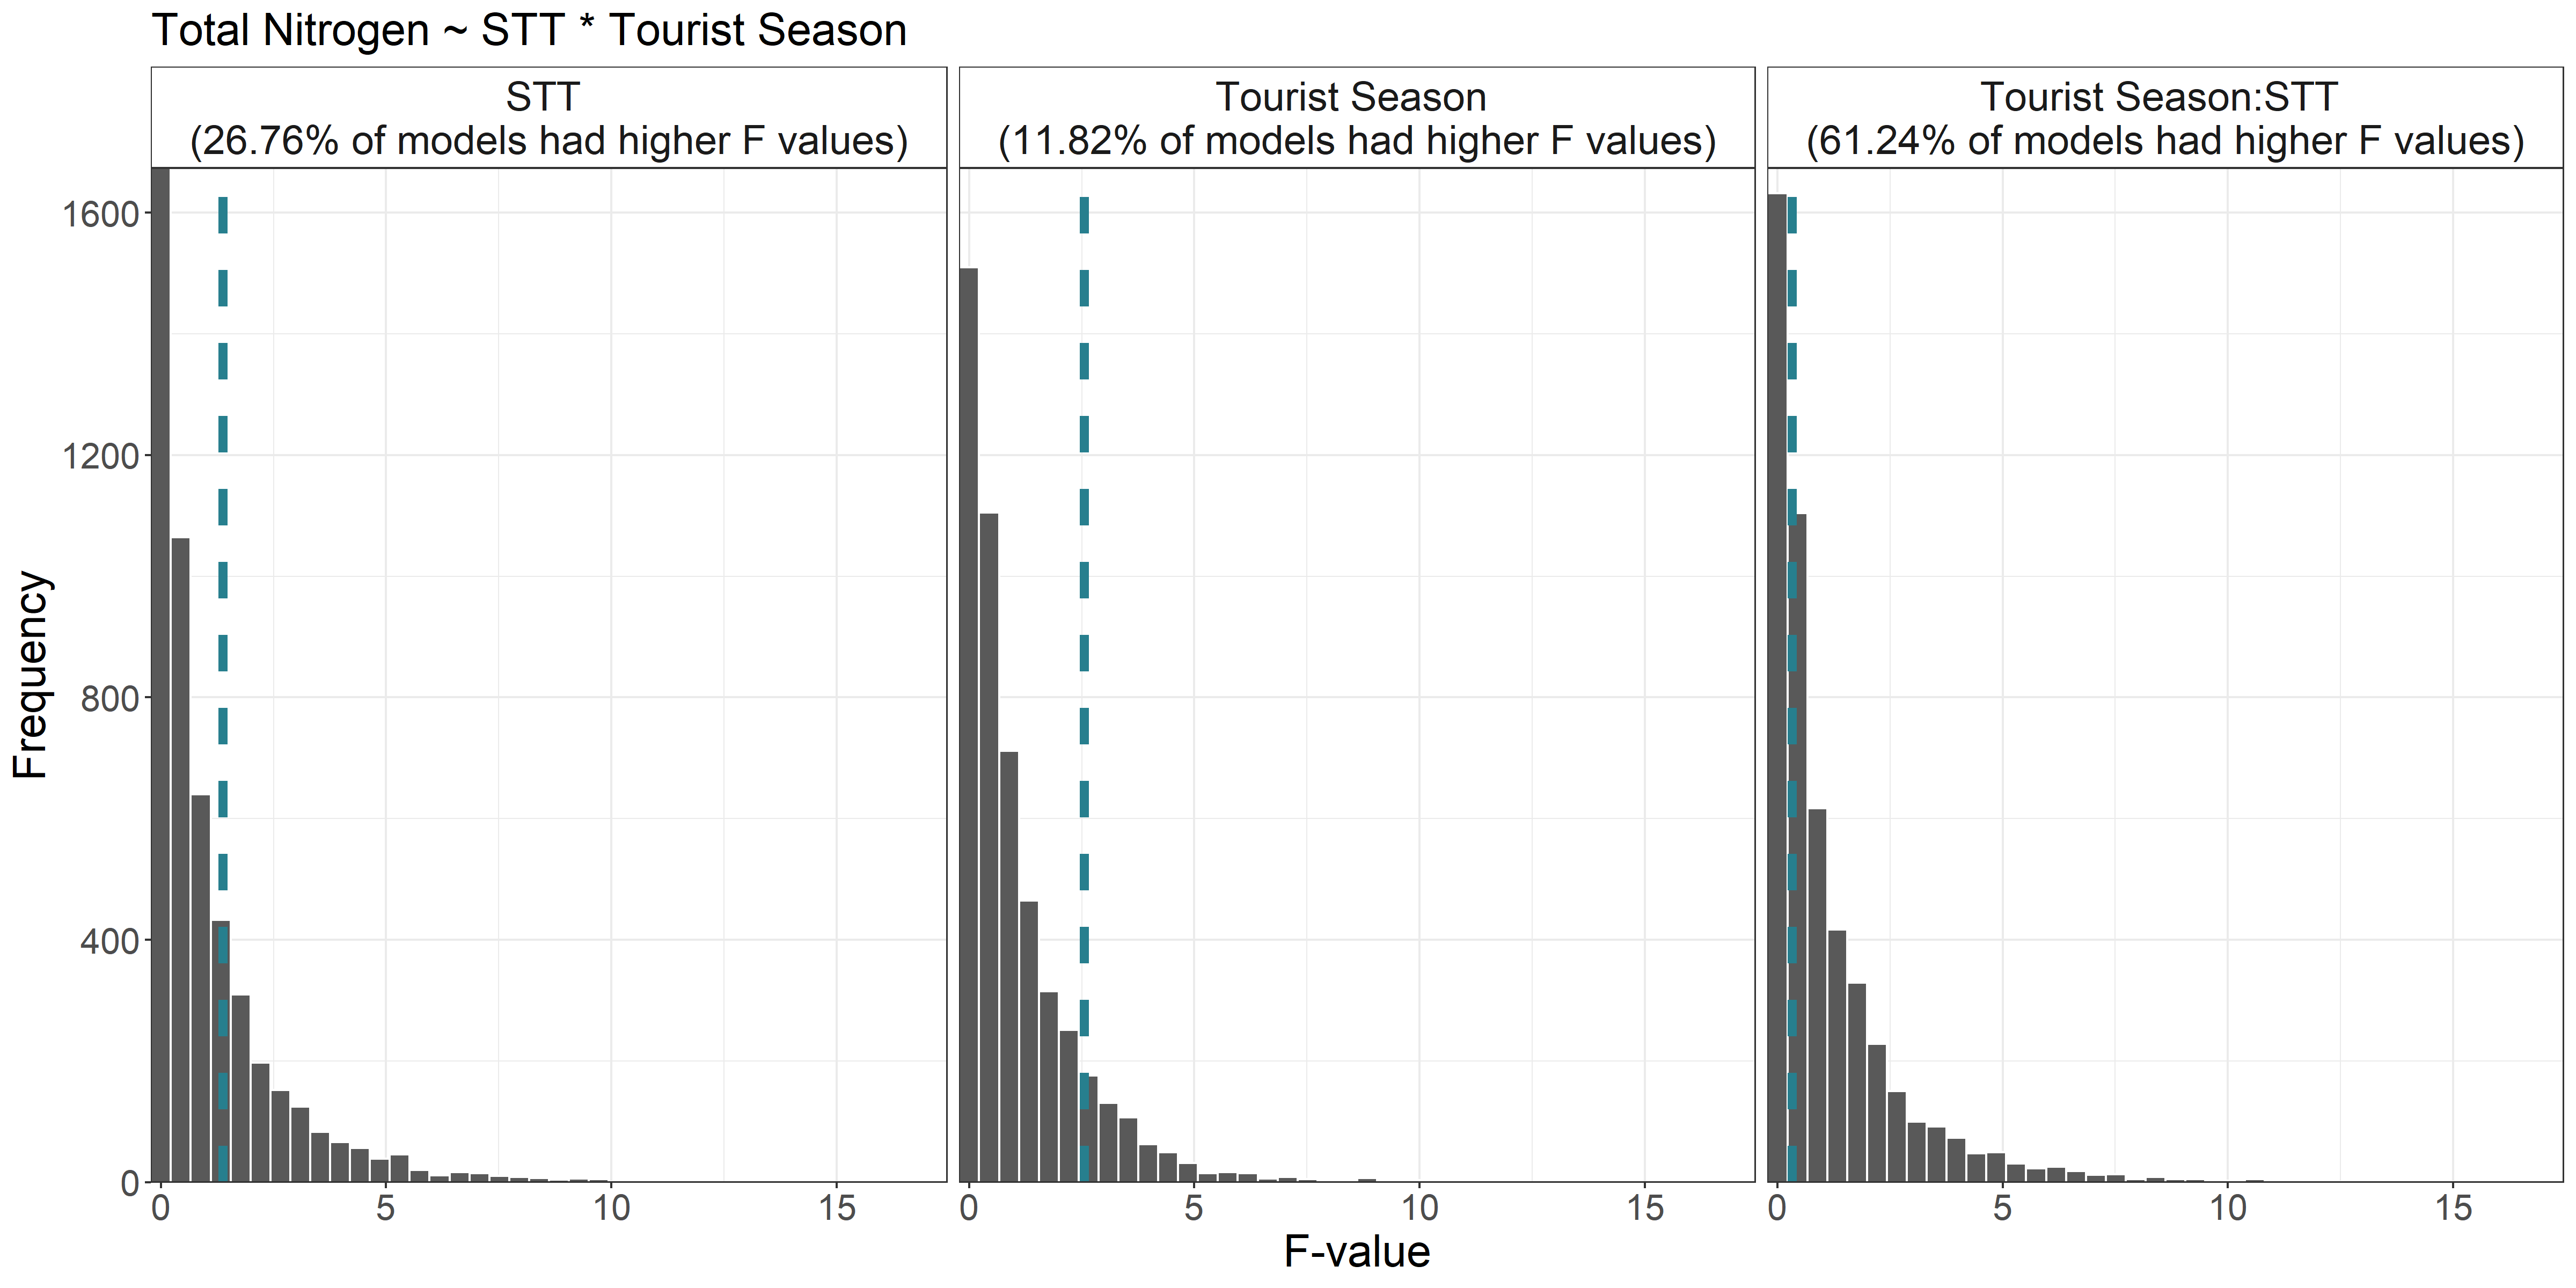 Total Nitrogen ~ STT * Tourist Season
STT
(26.76% of models had higher F values)
Tourist Season
(11.82% of models had higher F values)
Tourist Season:STT
(61.24% of models had higher F values)
Frequency
1600
1200
800
400
0
0 5 10 15
0 5 10 15
0 5 10 15
F-value